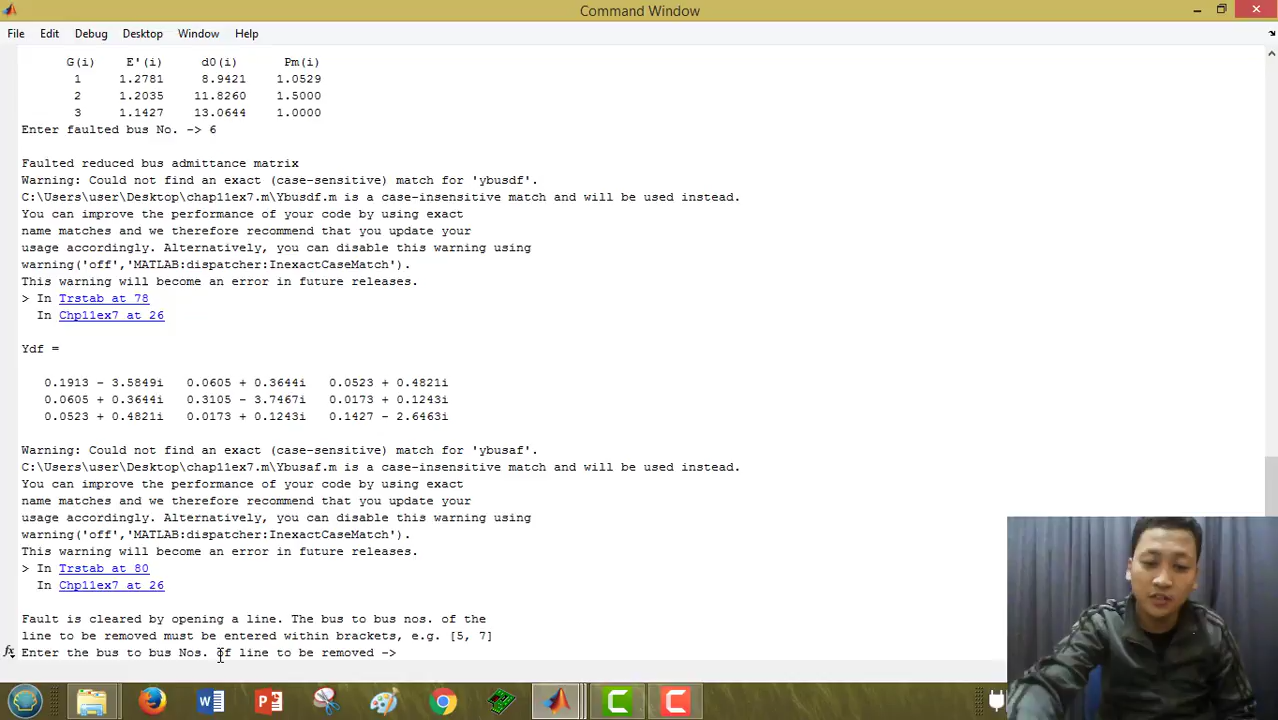 Command Window
File Edit Debug Desktop Window Help
G(i) E'(i) d0(i) Pm(i)
1 1.2781 8.9421 1.0529
2 1.2035 11.8260 1.5000
3 1.1427 13.0644 1.0000
Enter faulted bus No. -> 6
Faulted reduced bus admittance matrix
Warning: Could not find an exact (case-sensitive) match for 'ybusdf'.
C:\Users\user\Desktop\chap11ex7.m\Ybusdf.m is a case-insensitive match and will be used instead.
You can improve the performance of your code by using exact
name matches and we therefore recommend that you update your
usage accordingly. Alternatively, you can disable this warning using
warning('off','MATLAB:dispatcher:InexactCaseMatch').
This warning will become an error in future releases.
> In Trstab at 78
In Chp11ex7 at 26
Ydf =
0.1913 - 3.5849i 0.0605 + 0.3644i 0.0523 + 0.4821i
0.0605 + 0.3644i 0.3105 - 3.7467i 0.0173 + 0.1243i
0.0523 + 0.4821i 0.0173 + 0.1243i 0.1427 - 2.6463i
Warning: Could not find an exact (case-sensitive) match for 'ybusaf'.
C:\Users\user\Desktop\chap11ex7.m\Ybusaf.m is a case-insensitive match and will be used instead.
You can improve the performance of your code by using exact
name matches and we therefore recommend that you update your
usage accordingly. Alternatively, you can disable this warning using
warning('off','MATLAB:dispatcher:InexactCaseMatch').
This warning will become an error in future releases.
> In Trstab at 80
In Chp11ex7 at 26
Fault is cleared by opening a line. The bus to bus nos. of the
line to be removed must be entered within brackets, e.g. [5, 7]
fx Enter the bus to bus Nos. of line to be removed ->